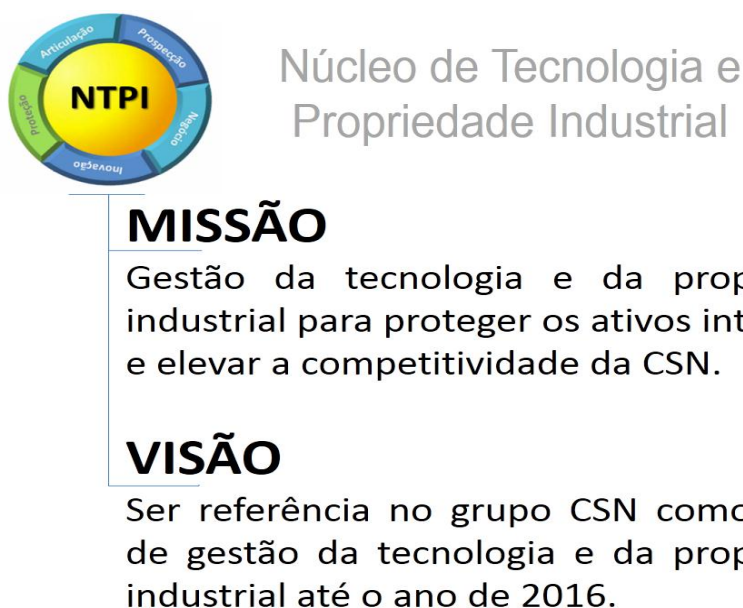 Articulação
Prospecção
Negócio
Inovação
Proteção
NTPI
Núcleo de Tecnologia e
Propriedade Industrial
MISSÃO
Gestão da tecnologia e da prop
industrial para proteger os ativos int
e elevar a competitividade da CSN.
VISÃO
Ser referência no grupo CSN como
de gestão da tecnologia e da prop
industrial até o ano de 2016.